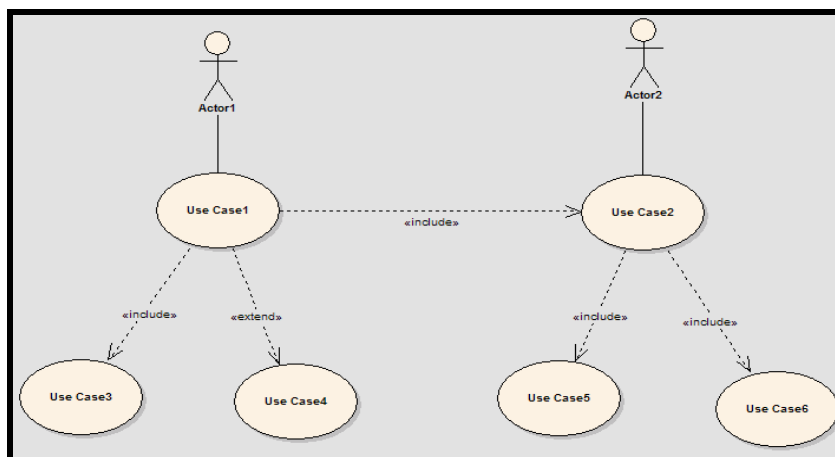 Actor1
Actor2
Use Case1
Use Case2
«include»
«include»
«extend»
«include»
«include»
Use Case3
Use Case4
Use Case5
Use Case6